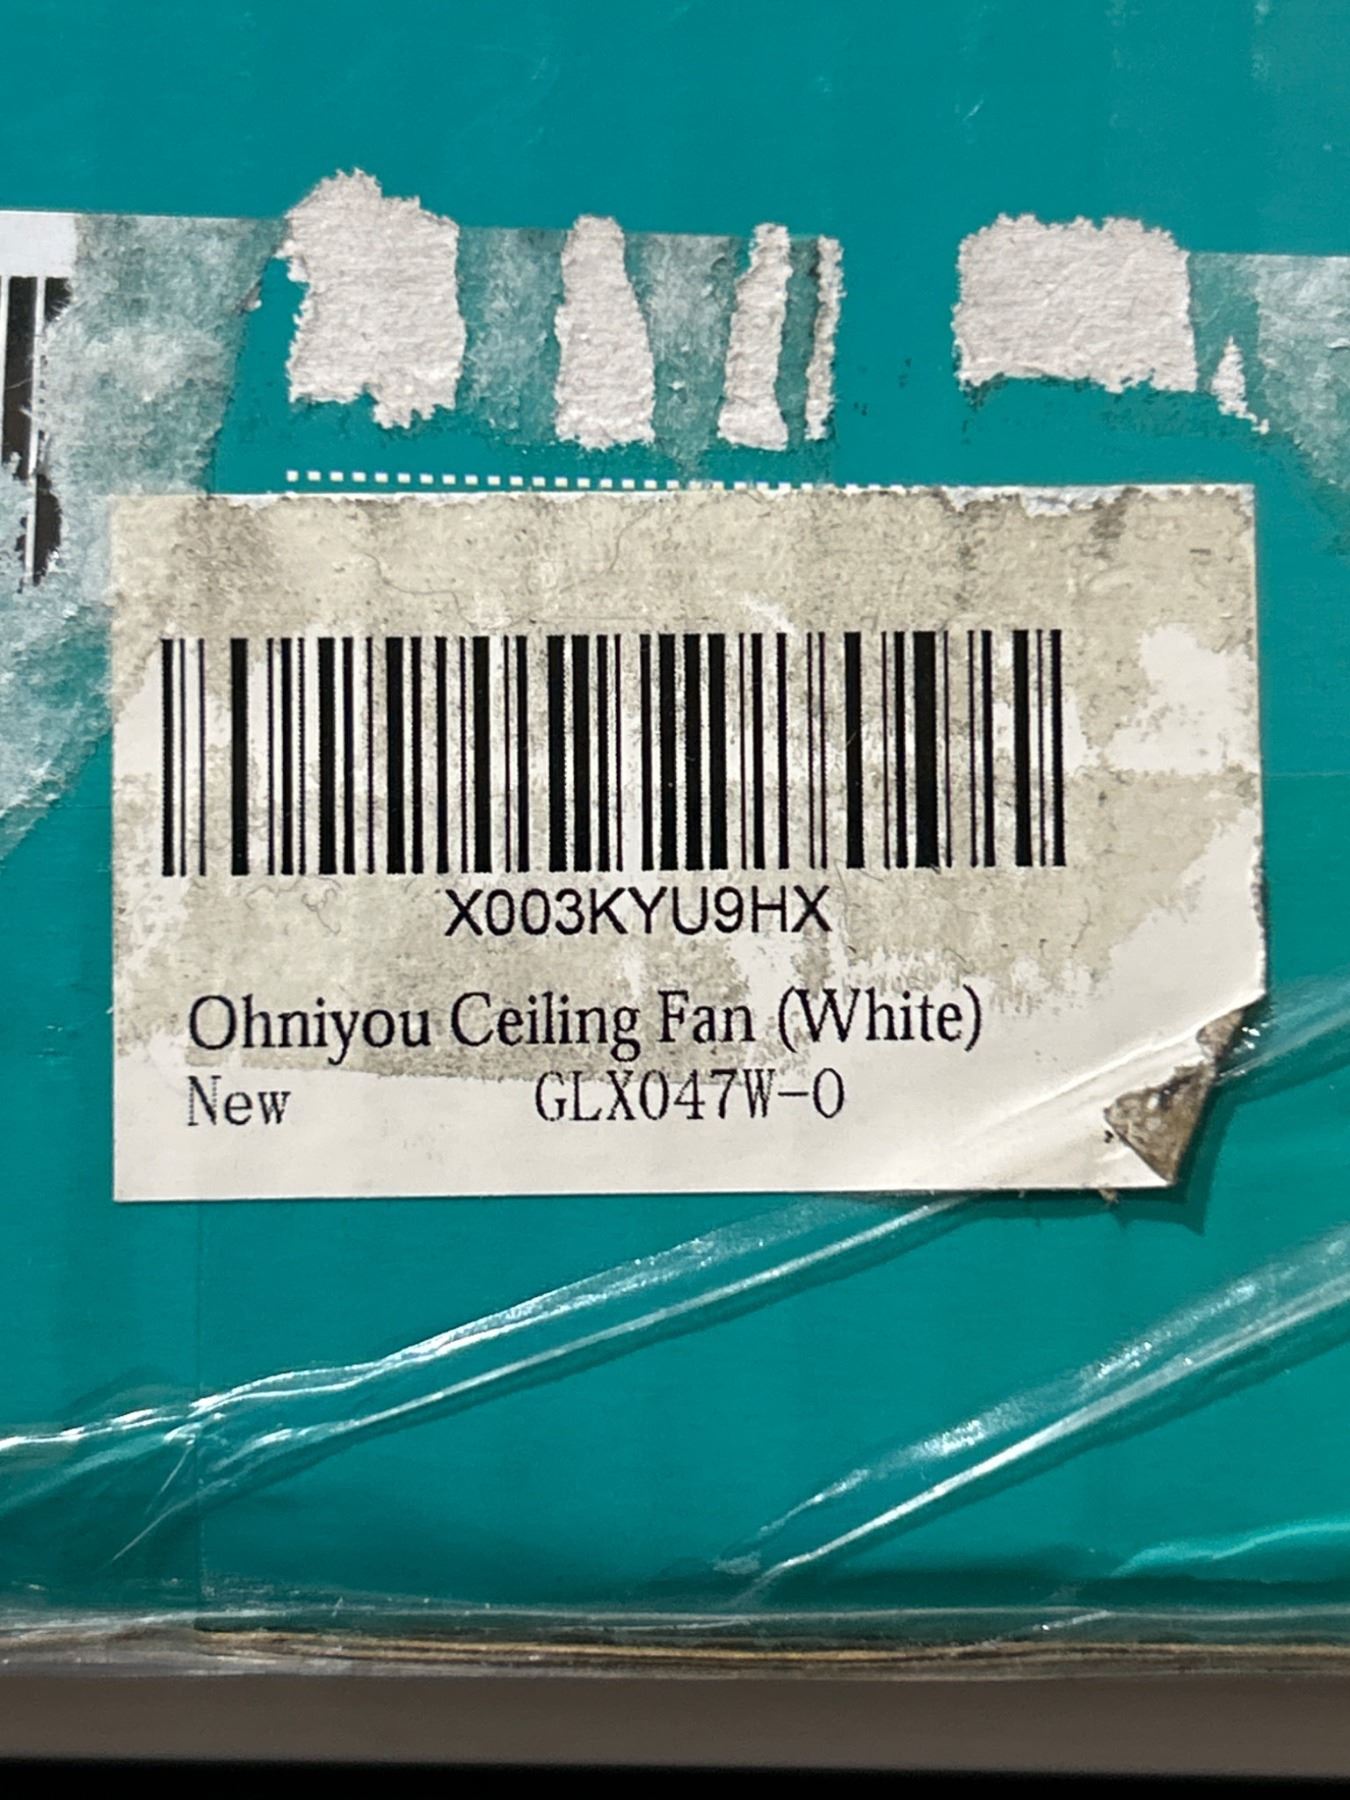 X003KYU9HX
Ohniyou Ceiling Fan (White)
New GLX047W-0